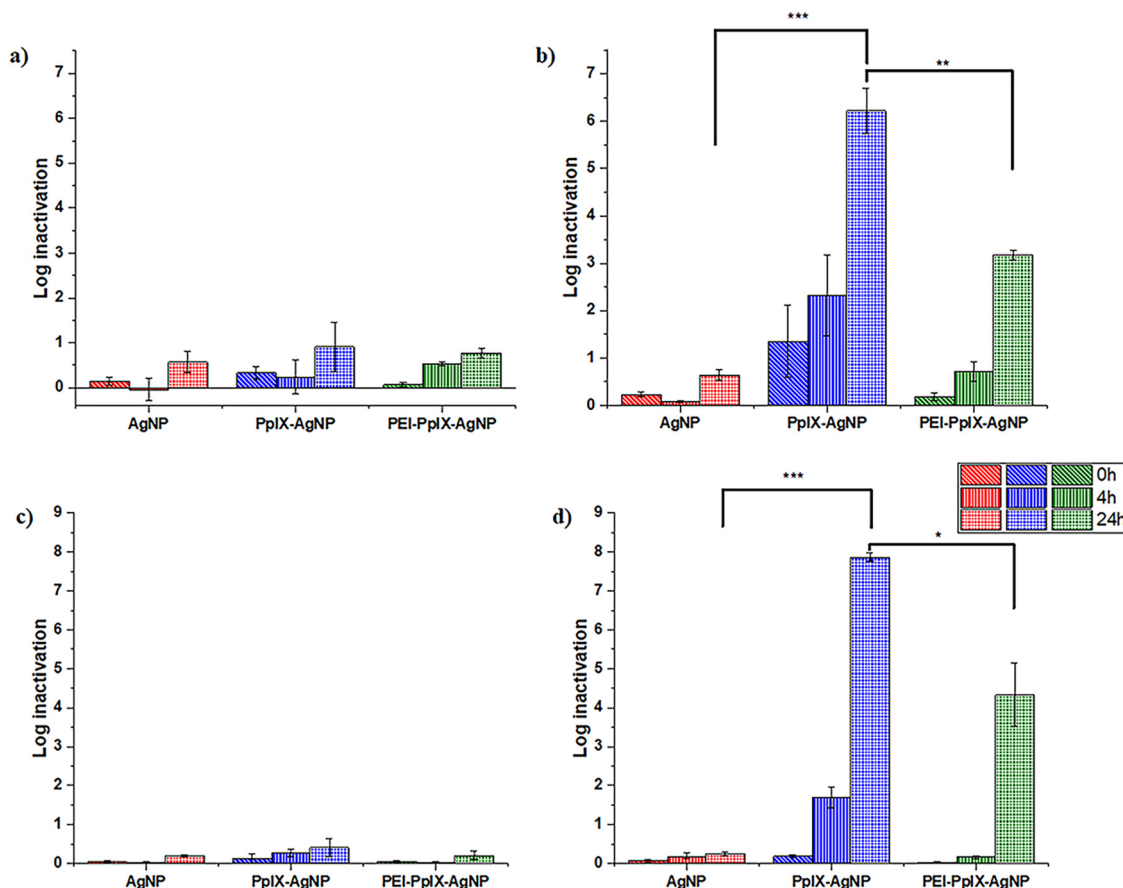 a)
Log inactivation
7
6
5
4
3
2
1
0
AgNP PpIX-AgNP PEI-PpIX-AgNP
b)
***
**
Log inactivation
7
6
5
4
3
2
1
0
AgNP PpIX-AgNP PEI-PpIX-AgNP
0h
4h
24h
c)
Log inactivation
9
8
7
6
5
4
3
2
1
0
AgNP PpIX-AgNP PEI-PpIX-AgNP
d)
***
*
Log inactivation
9
8
7
6
5
4
3
2
1
0
AgNP PpIX-AgNP PEI-PpIX-AgNP